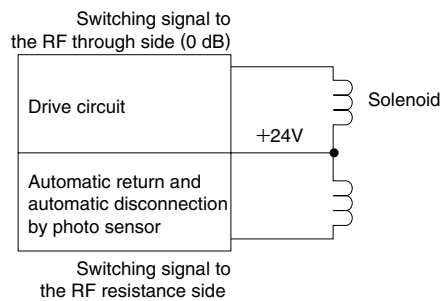 Switching signal to
the RF through side (0 dB)
Drive circuit
Solenoid
+24V
Automatic return and
automatic disconnection
by photo sensor
Switching signal to
the RF resistance side